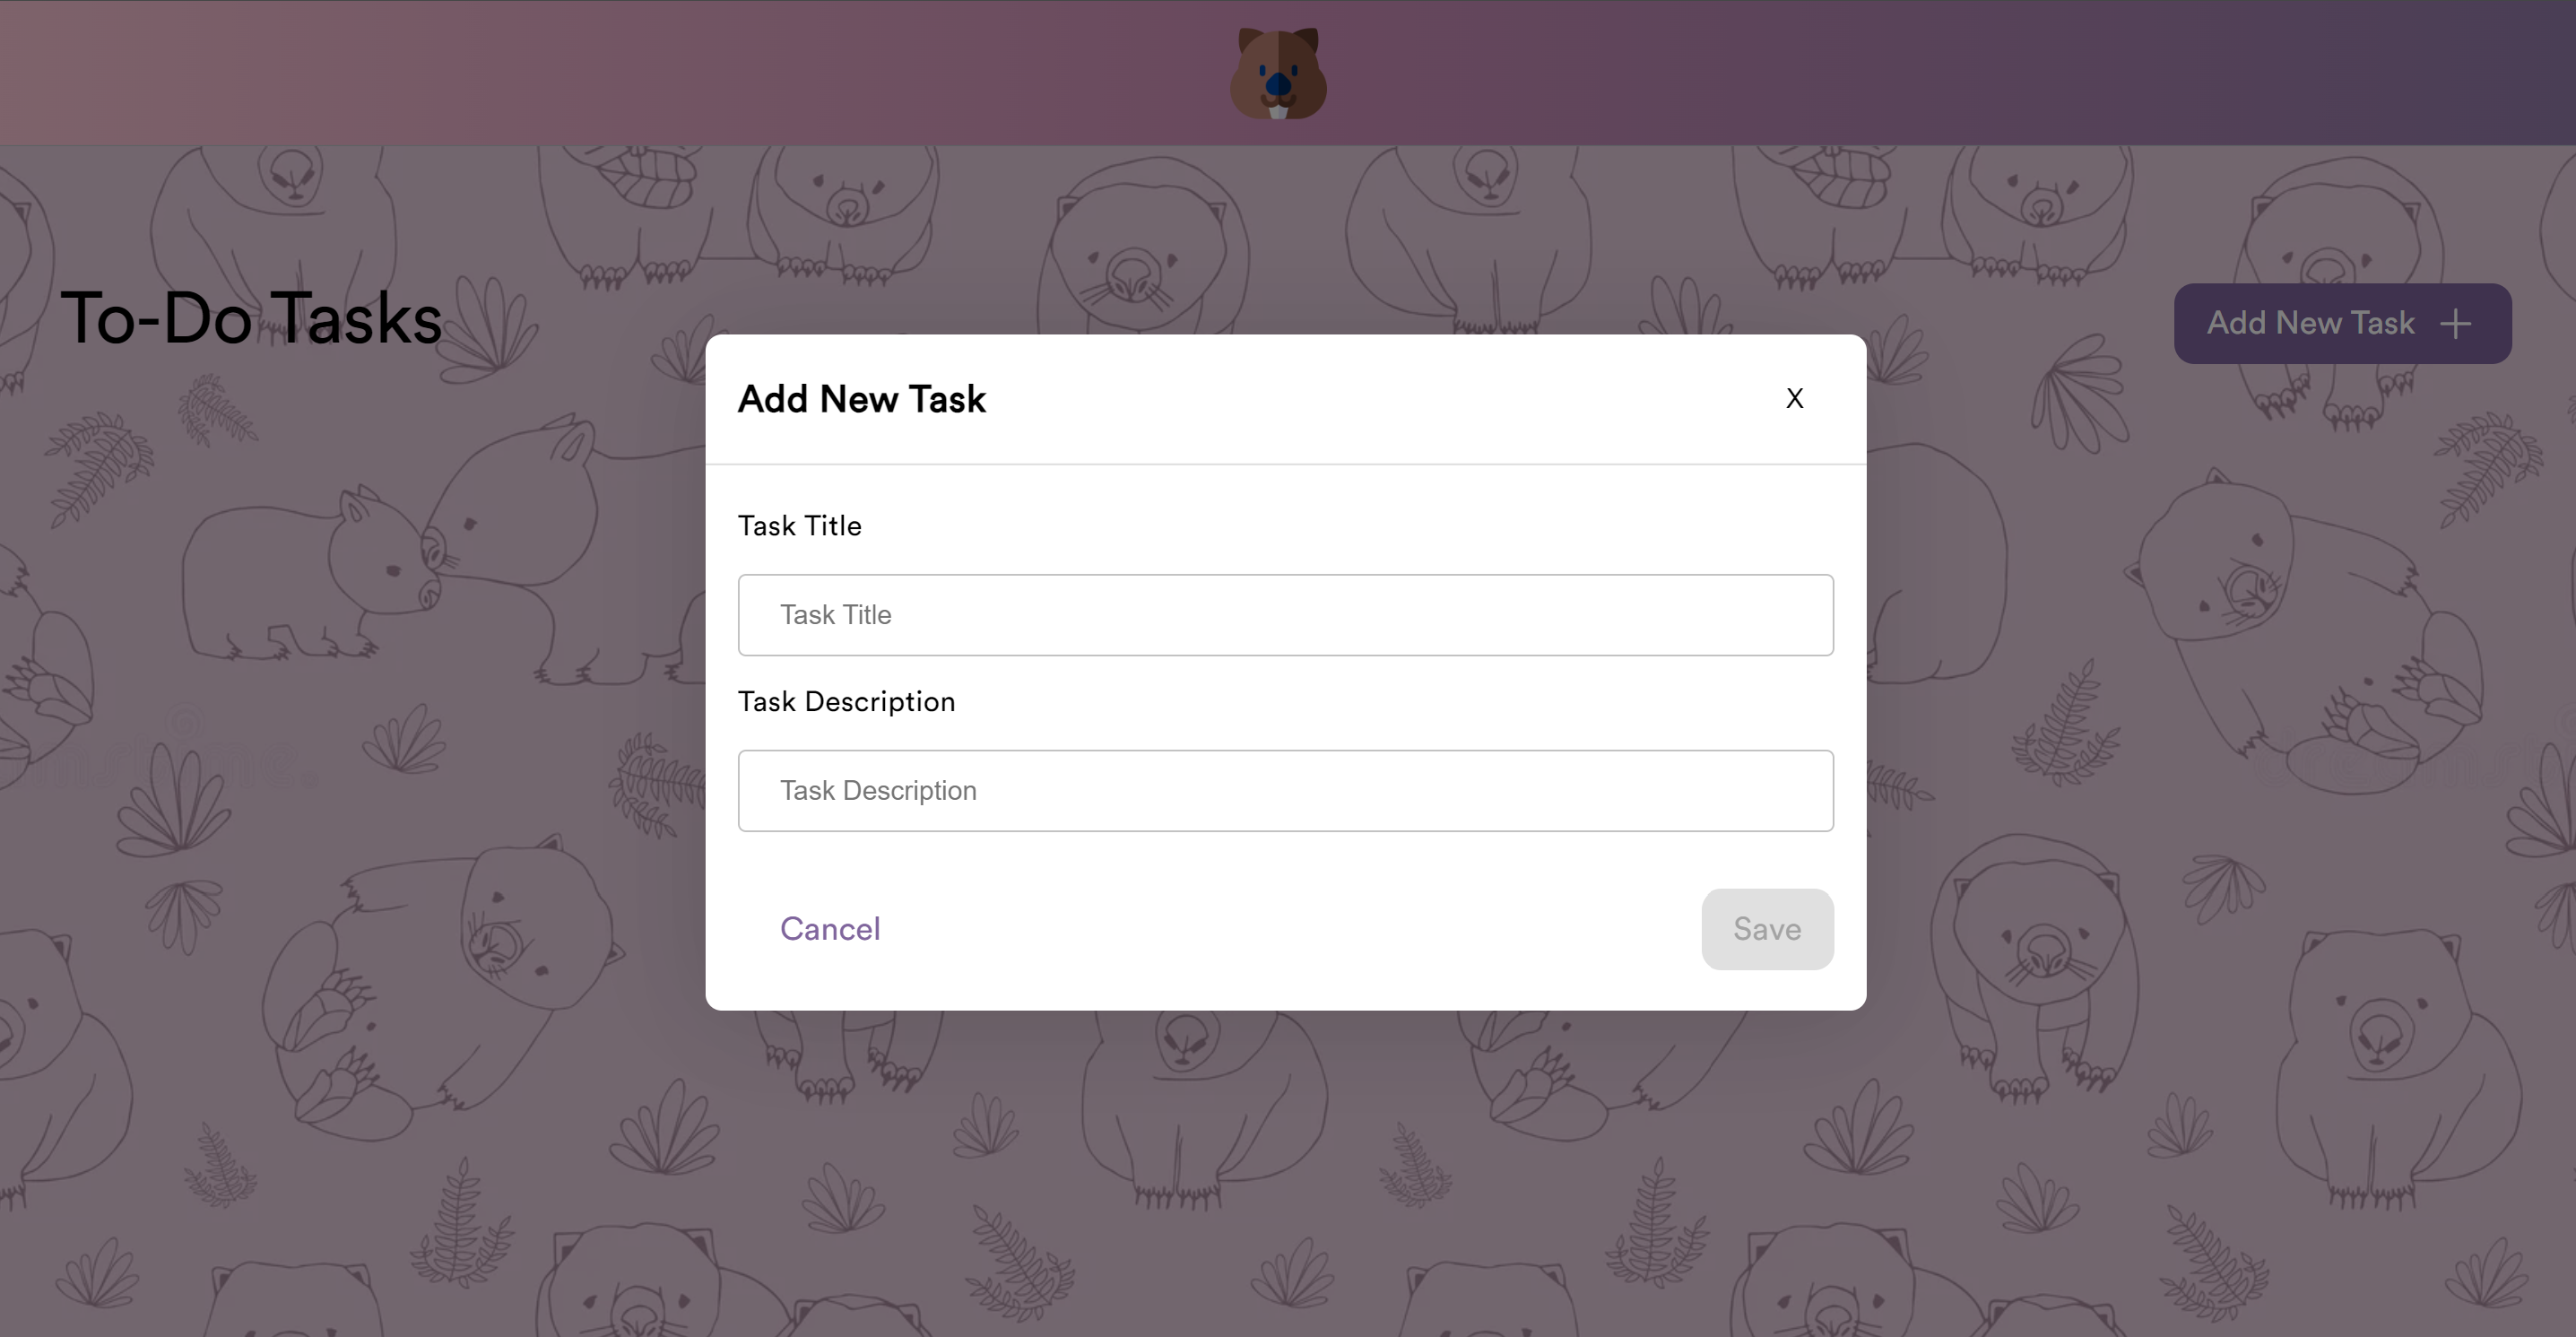 To-Do Tasks
Add New Task +
Add New Task
X
Task Title
Task Title
Task Description
Task Description
Cancel
Save